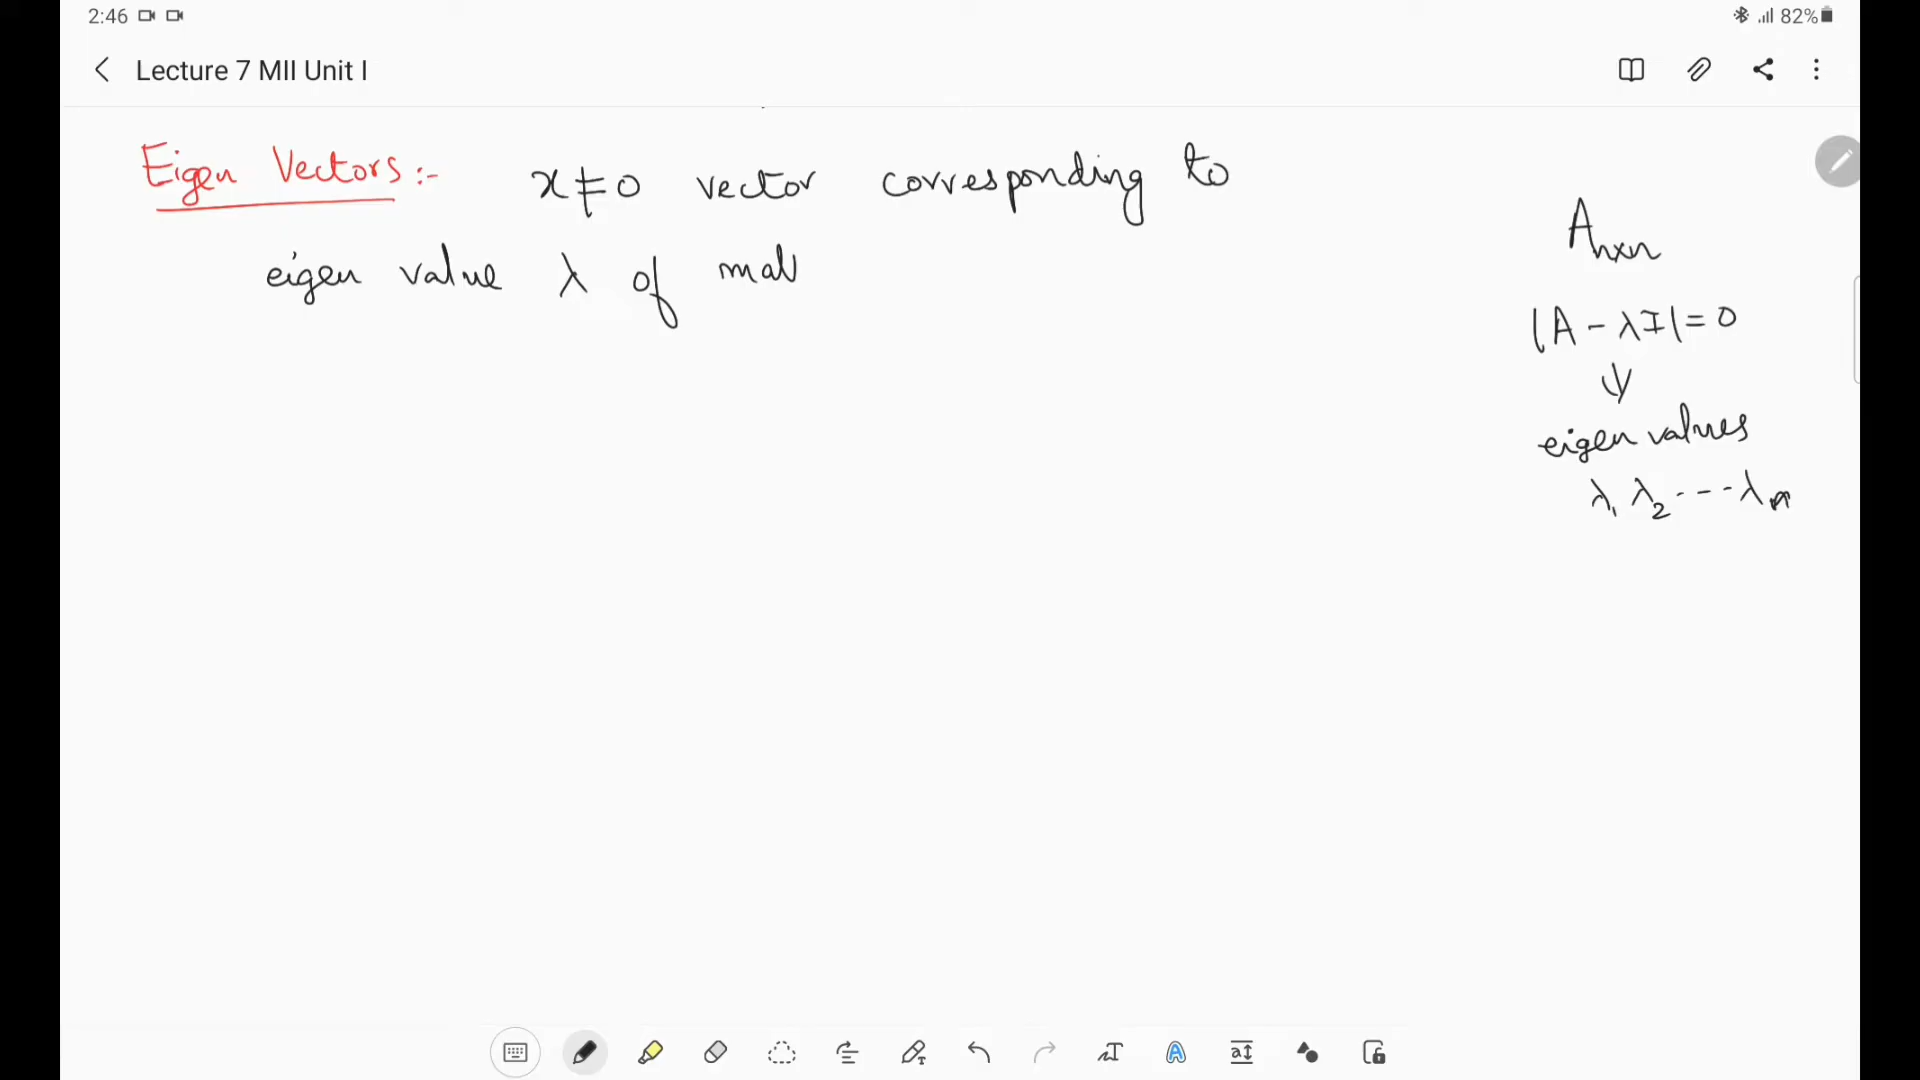 2:46
82%
Lecture 7 MII Unit I
Eigen Vectors :- x≠0 vector corresponding to
eigen value λ of mat
Anxn
|A - λI| = 0
eigen values
λ1 λ2 --- λn